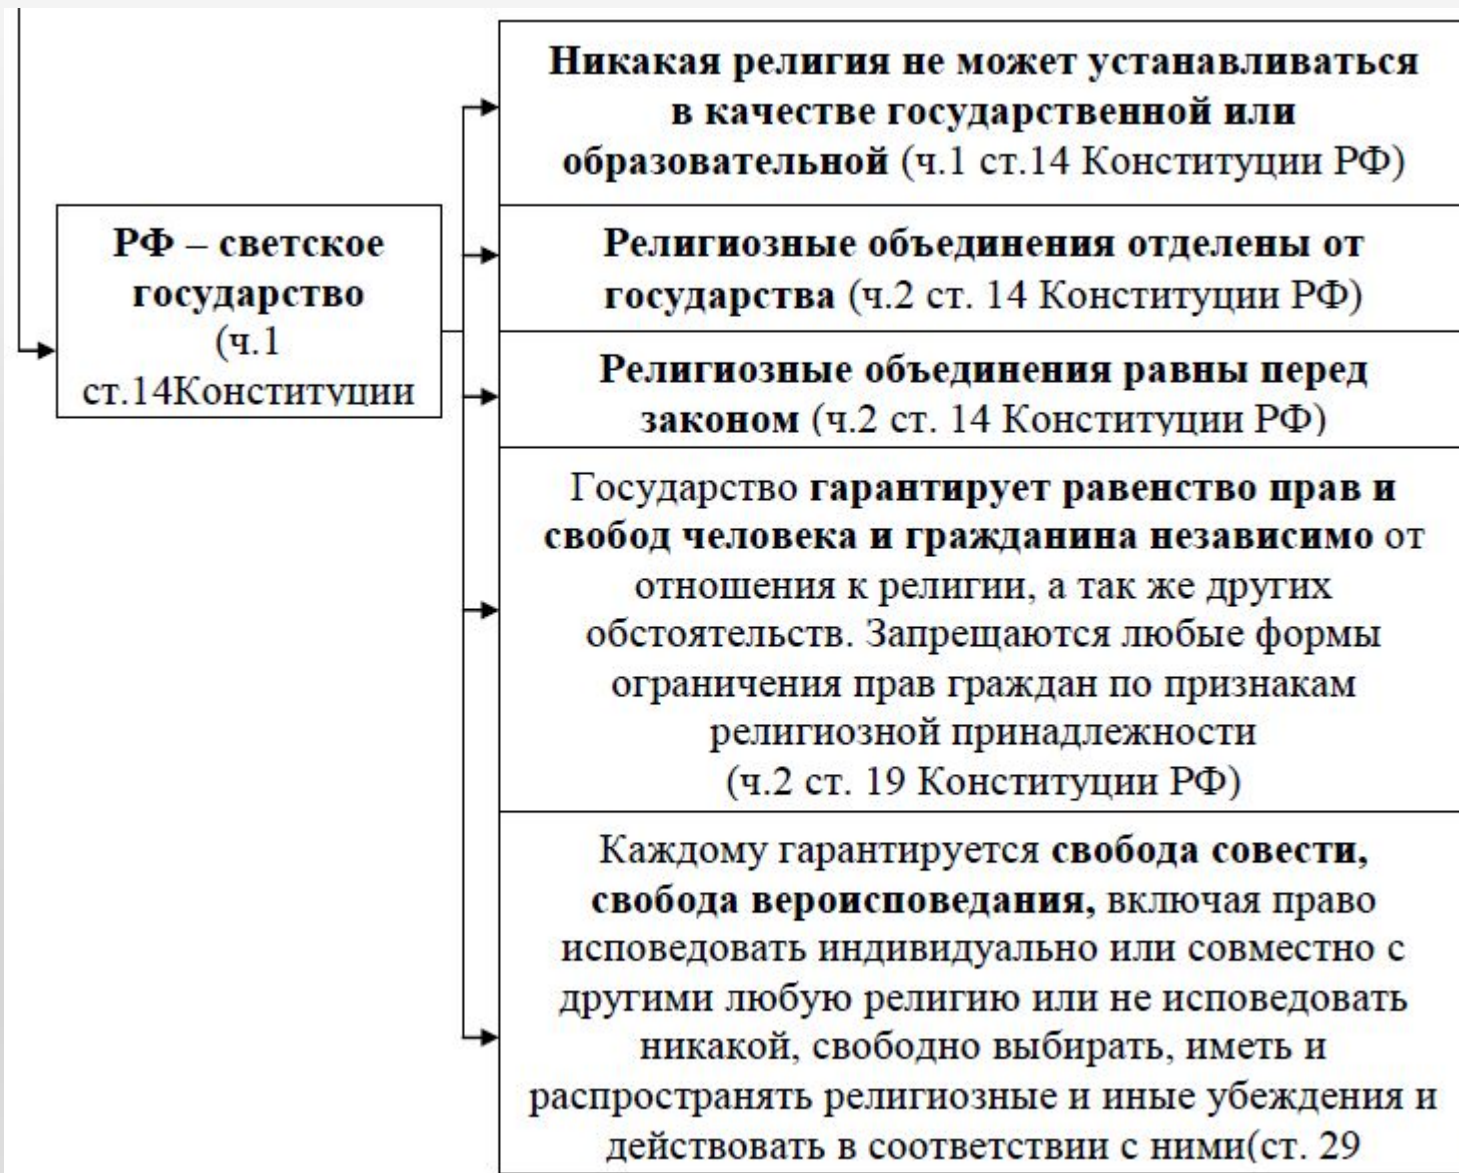 РФ – светское
государство
(ч.1
ст.14Конституции
Никакая религия не может устанавливаться
в качестве государственной или
образовательной (ч.1 ст.14 Конституции РФ)
Религиозные объединения отделены от
государства (ч.2 ст. 14 Конституции РФ)
Религиозные объединения равны перед
законом (ч.2 ст. 14 Конституции РФ)
Государство гарантирует равенство прав и
свобод человека и гражданина независимо от
отношения к религии, а так же других
обстоятельств. Запрещаются любые формы
ограничения прав граждан по признакам
религиозной принадлежности
(ч.2 ст. 19 Конституции РФ)
Каждому гарантируется свобода совести,
свобода вероисповедания, включая право
исповедовать индивидуально или совместно с
другими любую религию или не исповедовать
никакой, свободно выбирать, иметь и
распространять религиозные и иные убеждения и
действовать в соответствии с ними(ст. 29